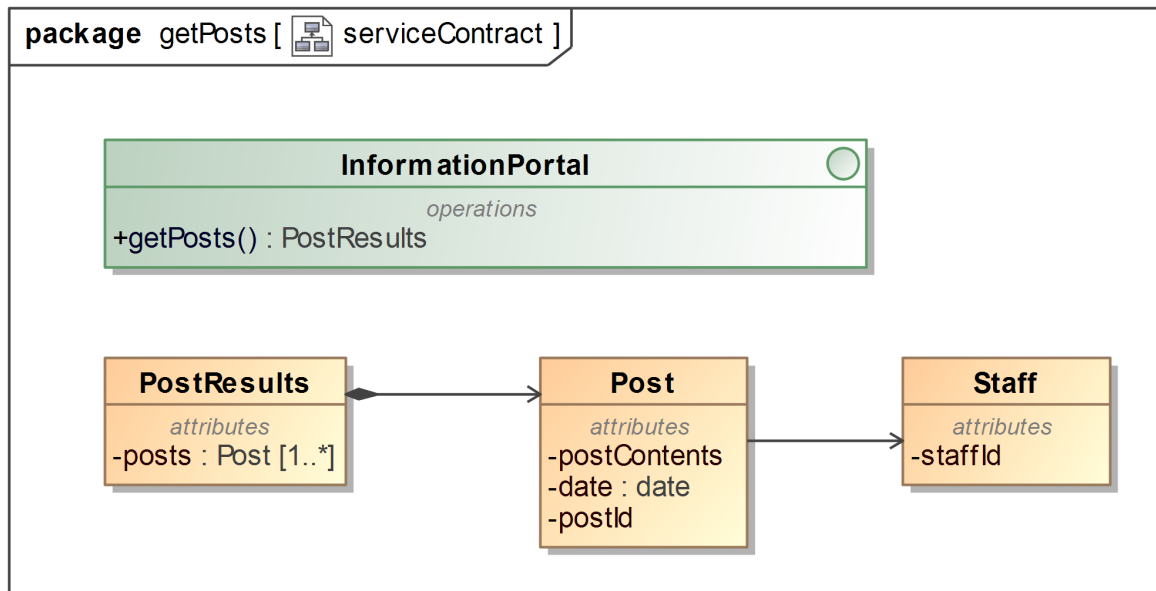 package getPosts [ serviceContract ]
InformationPortal
operations
+getPosts() : PostResults
PostResults
attributes
-posts : Post [1..*]
Post
attributes
-postContents
-date : date
-postId
Staff
attributes
-staffId